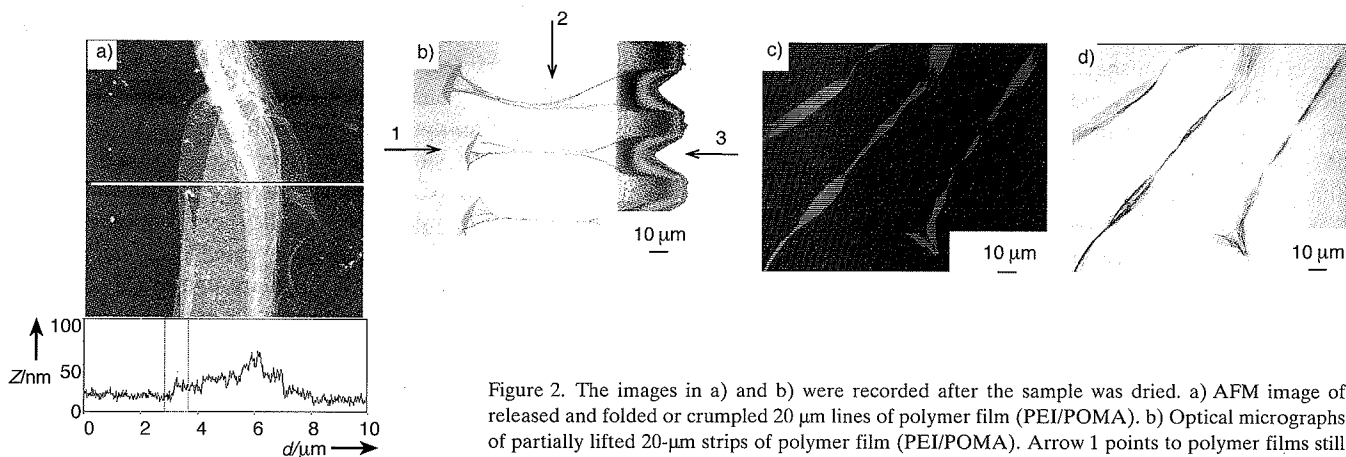 a)
b)
c)
d)
1
2
3
10 µm
10 µm
10 µm
100
50
0
Z/nm
0 2 4 6 8 10
d/µm
Figure 2. The images in a) and b) were recorded after the sample was dried. a) AFM image of
released and folded or crumpled 20 µm lines of polymer film (PEI/POMA). b) Optical micrographs
of partially lifted 20-µm strips of polymer film (PEI/POMA). Arrow 1 points to polymer films still